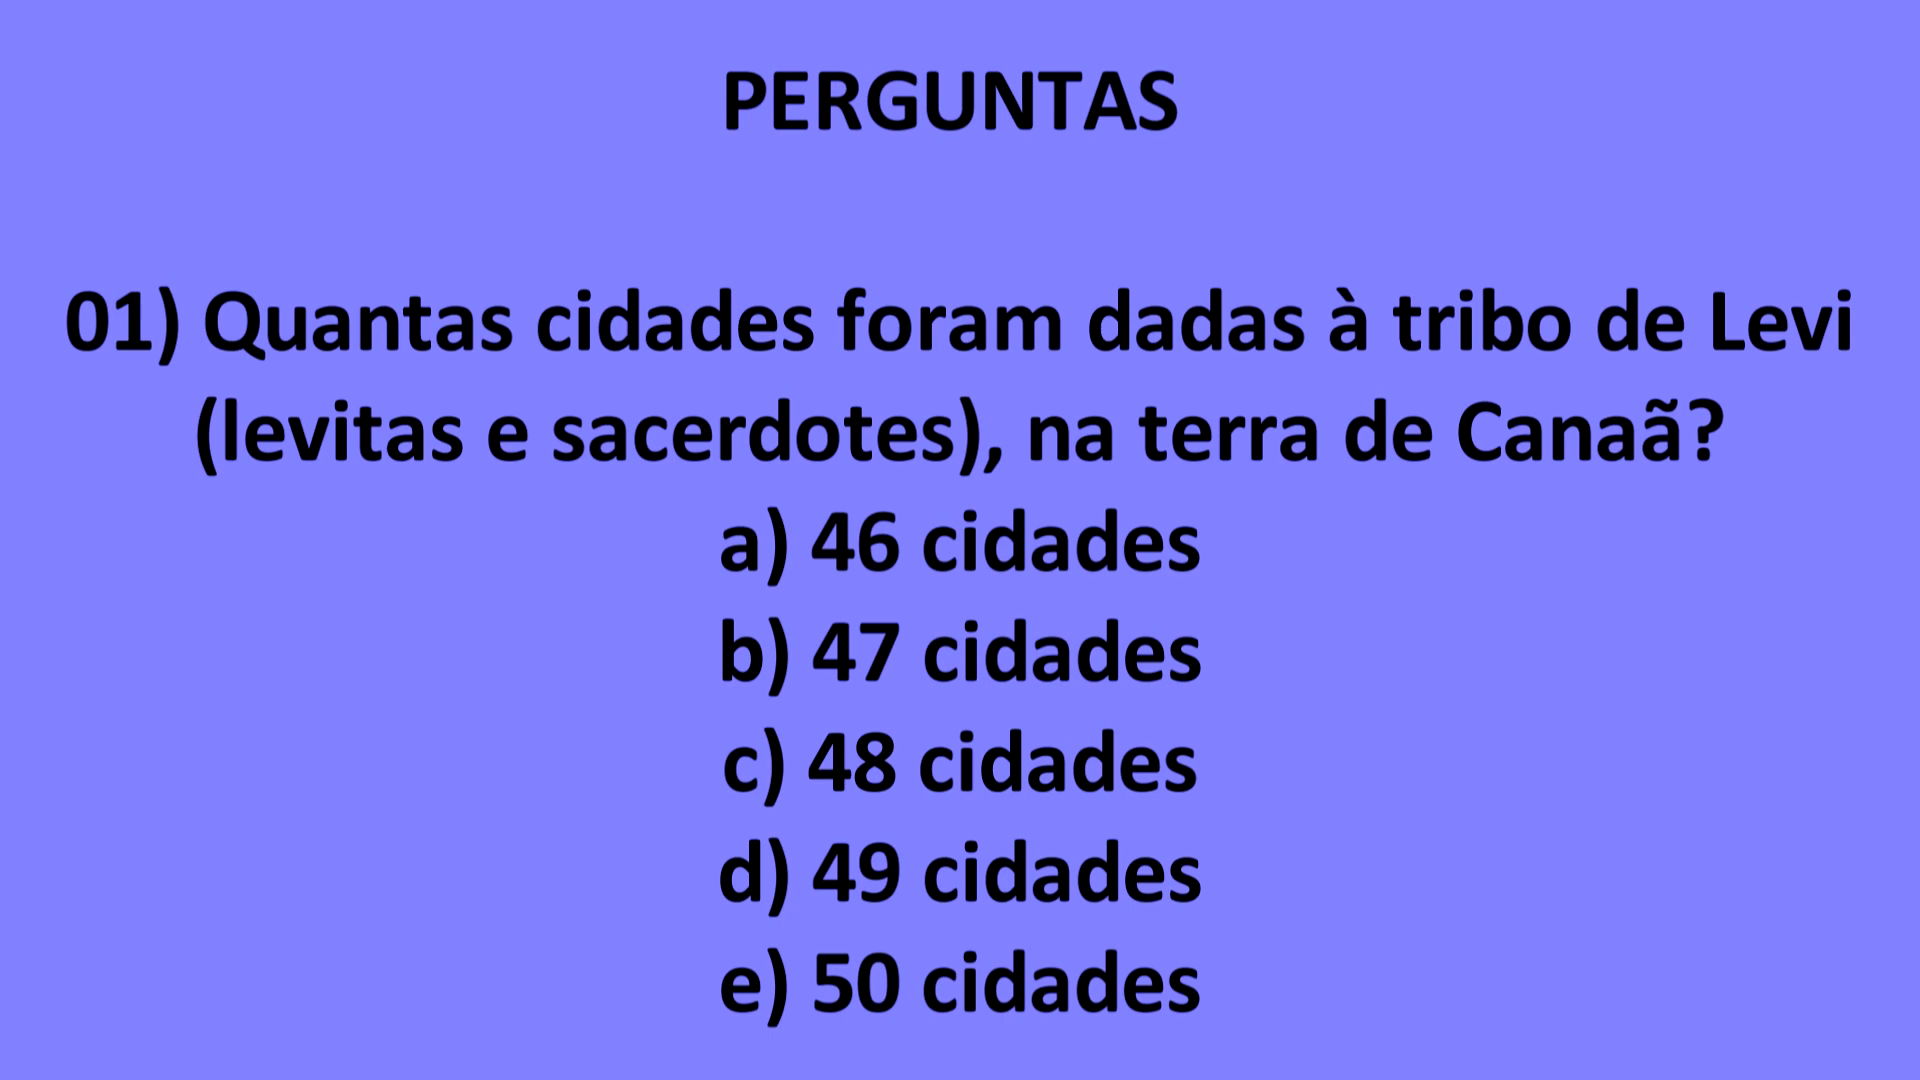 PERGUNTAS
01) Quantas cidades foram dadas à tribo de Levi
(levitas e sacerdotes), na terra de Canaã?
a) 46 cidades
b) 47 cidades
c) 48 cidades
d) 49 cidades
e) 50 cidades